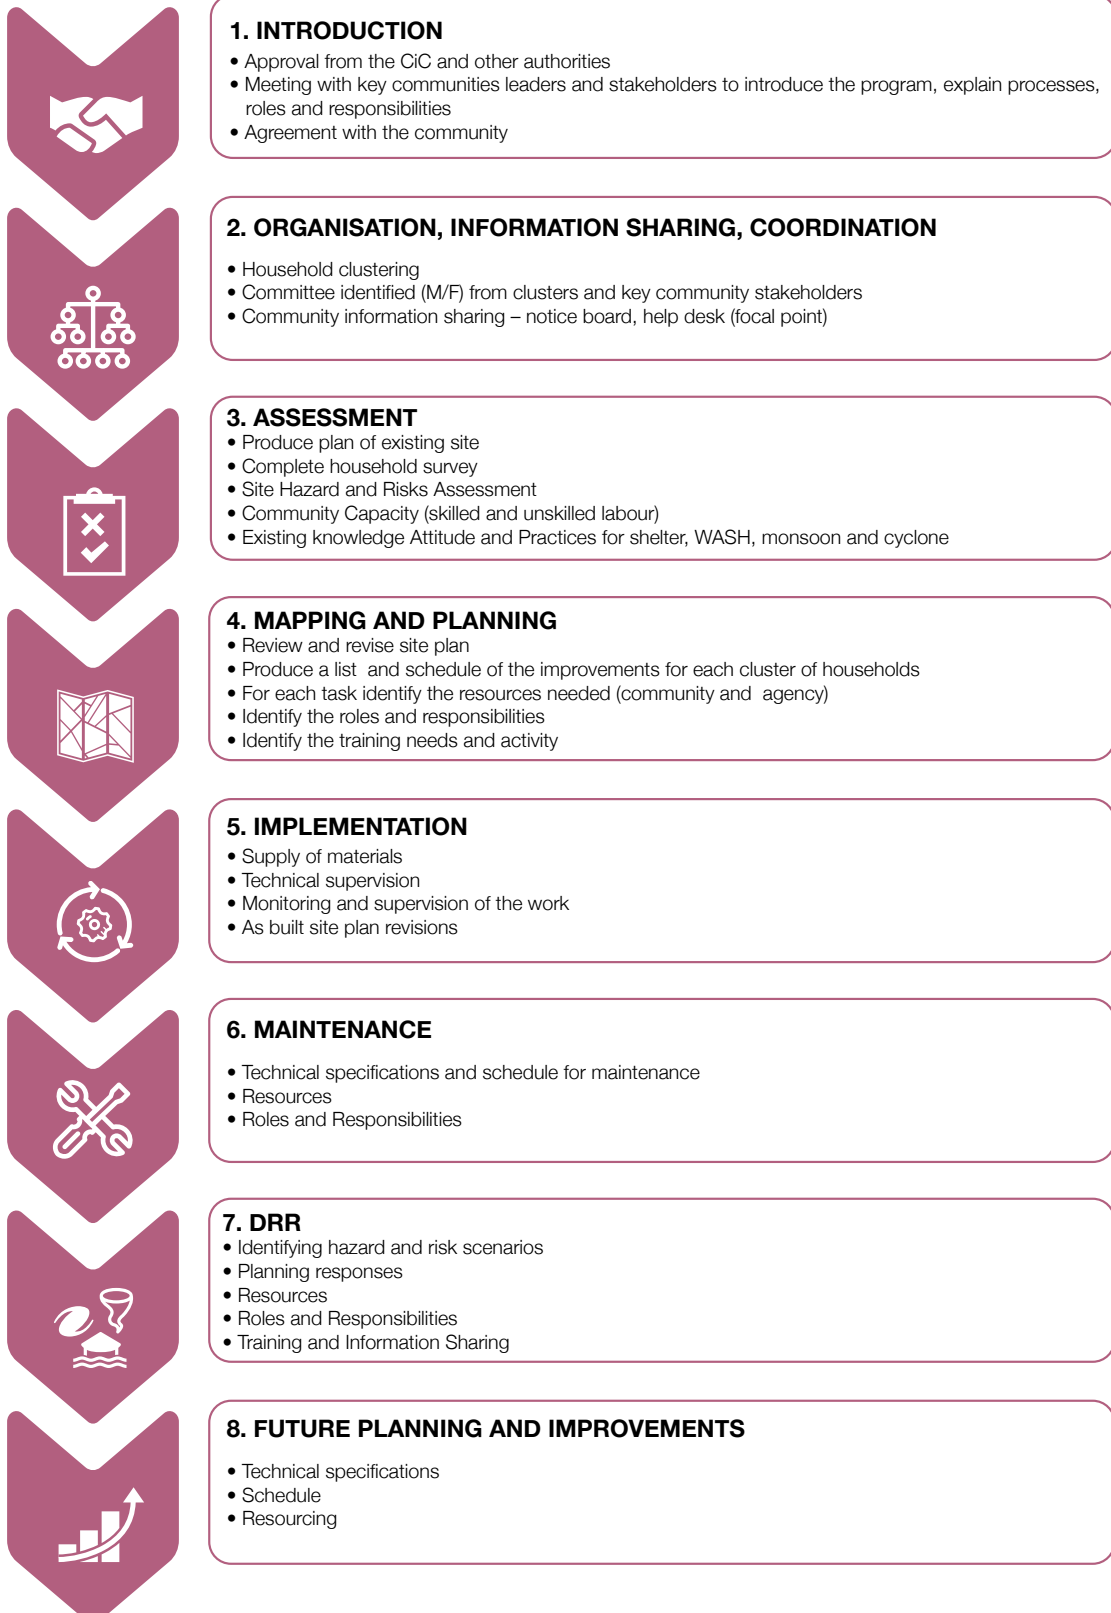 1. INTRODUCTION
• Approval from the CiC and other authorities
• Meeting with key communities leaders and stakeholders to introduce the program, explain processes,
roles and responsibilities
• Agreement with the community
2. ORGANISATION, INFORMATION SHARING, COORDINATION
• Household clustering
• Committee identified (M/F) from clusters and key community stakeholders
• Community information sharing – notice board, help desk (focal point)
3. ASSESSMENT
• Produce plan of existing site
• Complete household survey
• Site Hazard and Risks Assessment
• Community Capacity (skilled and unskilled labour)
• Existing knowledge Attitude and Practices for shelter, WASH, monsoon and cyclone
4. MAPPING AND PLANNING
• Review and revise site plan
• Produce a list and schedule of the improvements for each cluster of households
• For each task identify the resources needed (community and agency)
• Identify the roles and responsibilities
• Identify the training needs and activity
5. IMPLEMENTATION
• Supply of materials
• Technical supervision
• Monitoring and supervision of the work
• As built site plan revisions
6. MAINTENANCE
• Technical specifications and schedule for maintenance
• Resources
• Roles and Responsibilities
7. DRR
• Identifying hazard and risk scenarios
• Planning responses
• Resources
• Roles and Responsibilities
• Training and Information Sharing
8. FUTURE PLANNING AND IMPROVEMENTS
• Technical specifications
• Schedule
• Resourcing